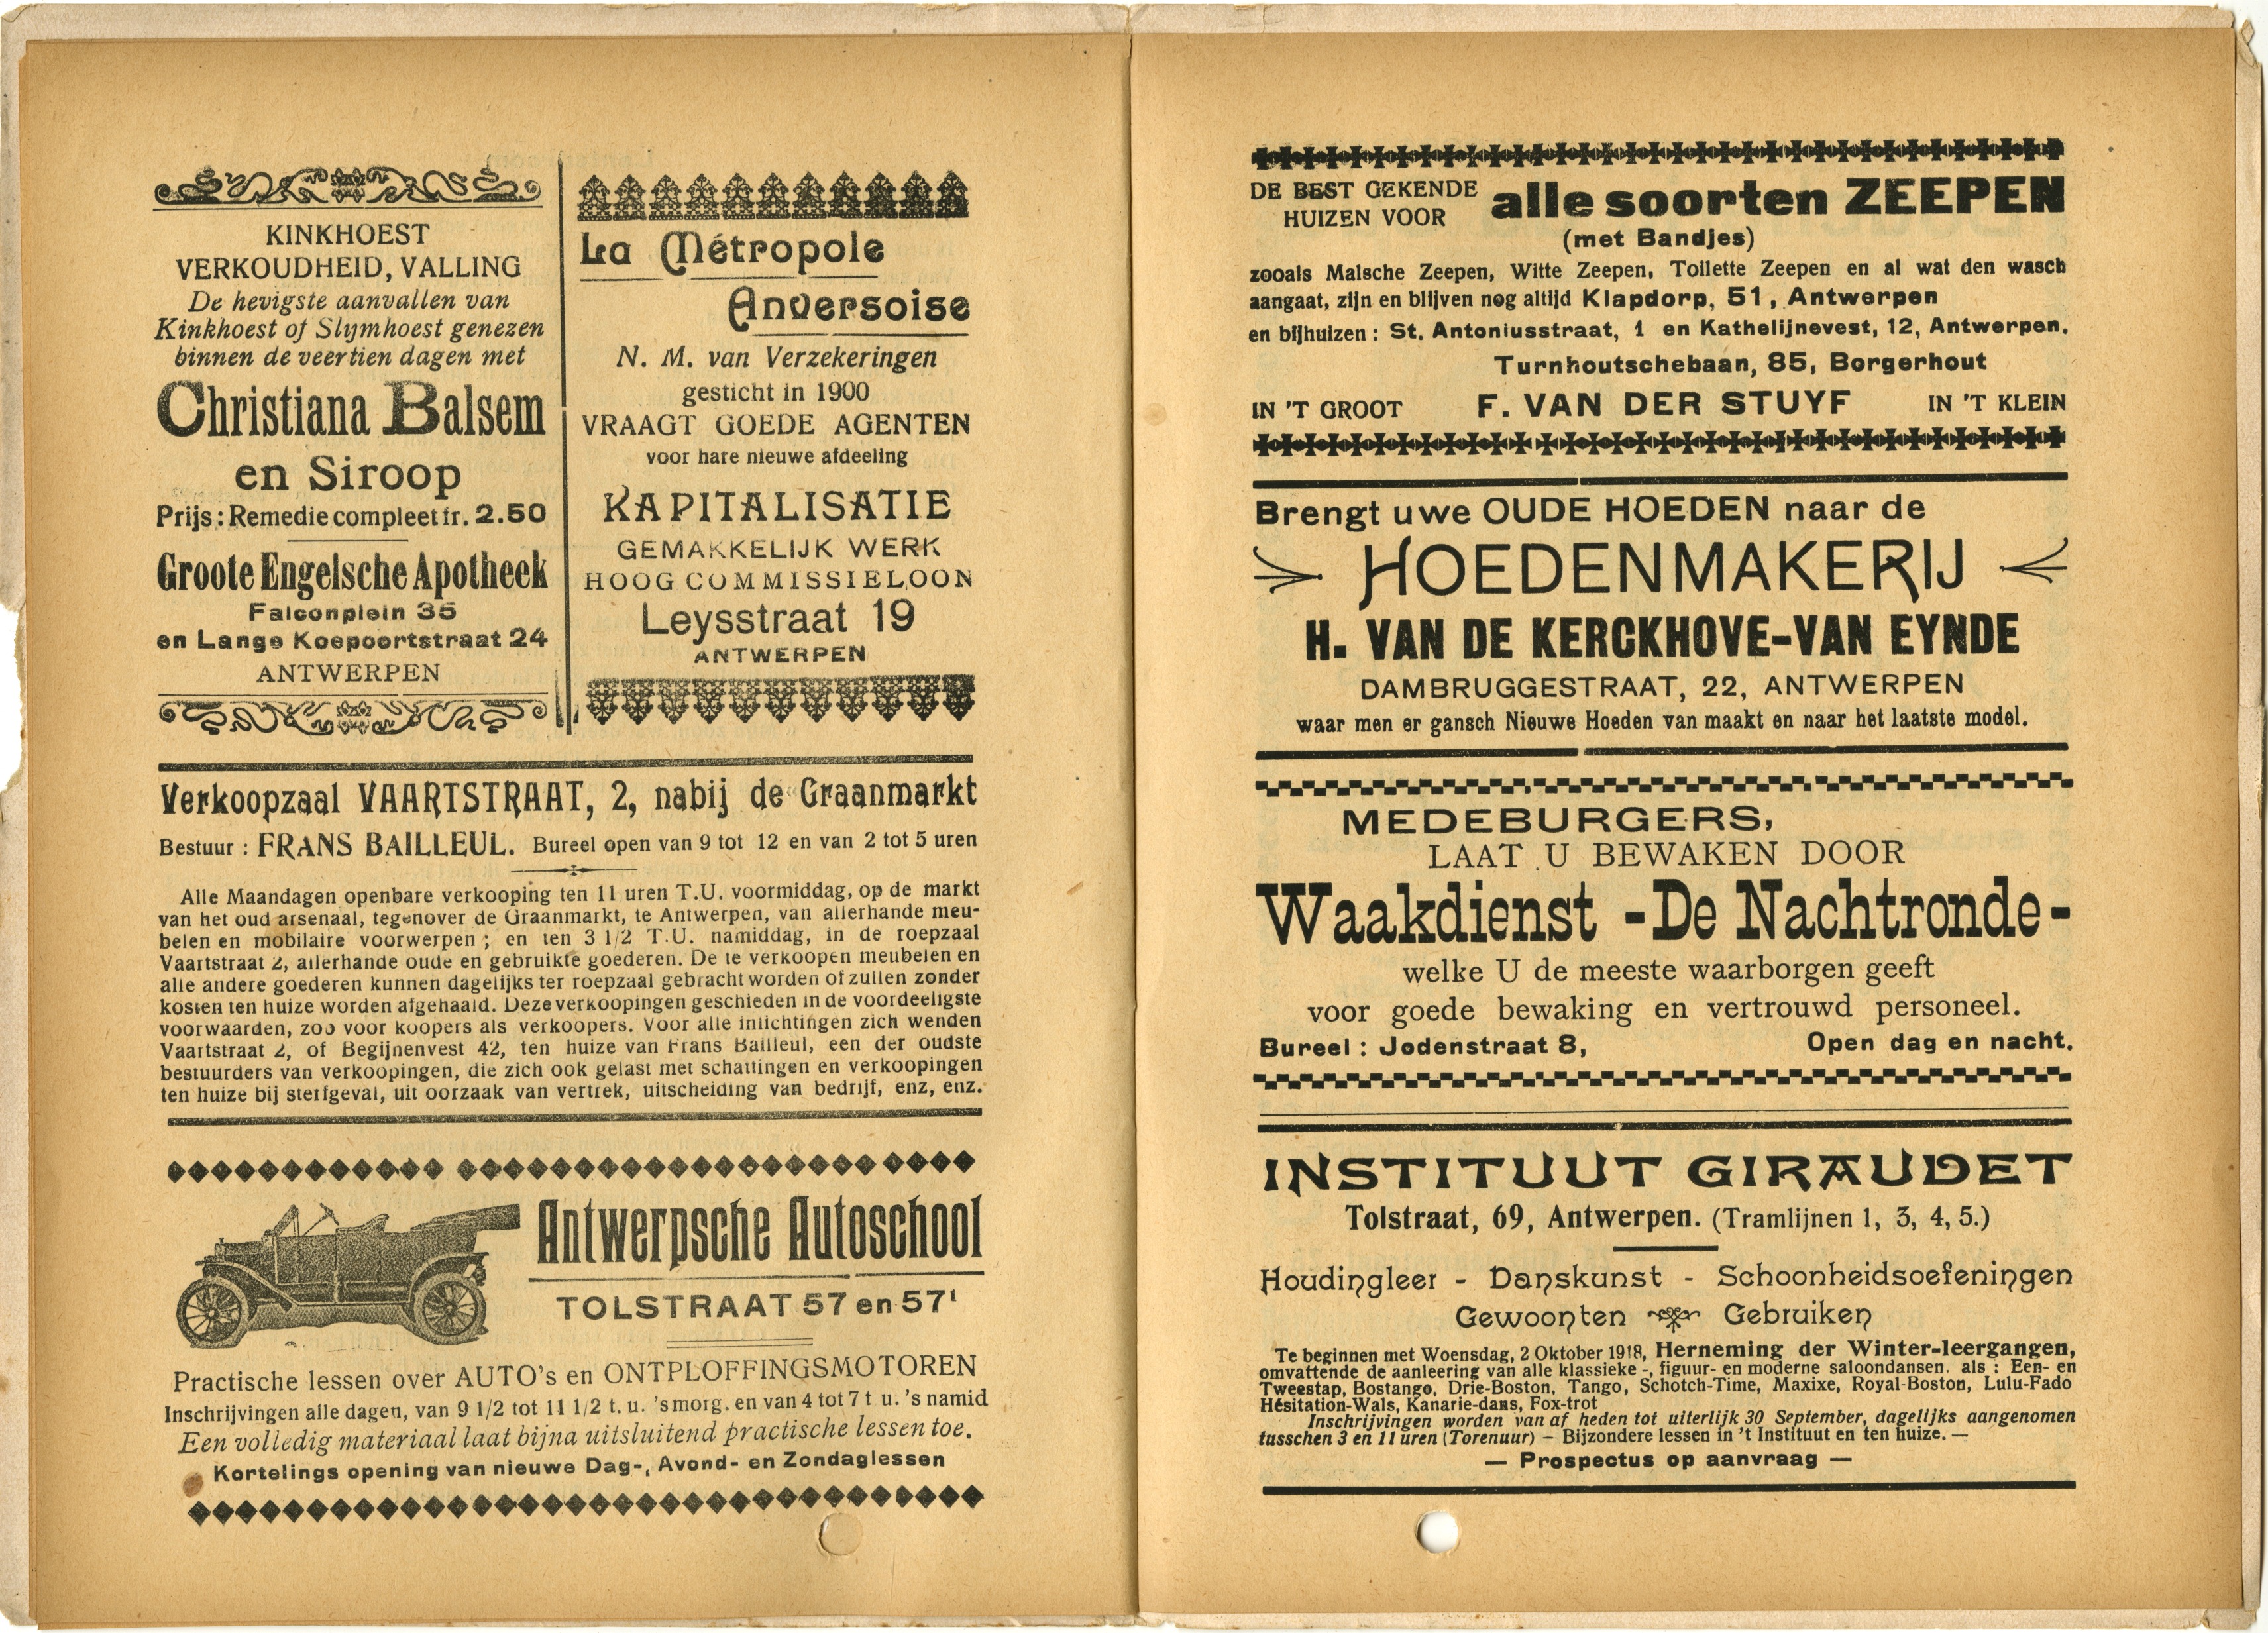 KINKHOEST
VERKOUDHEID, VALLING
De hevigste aanvallen van
Kinkhoest of Slijmhoest genezen
binnen de veertien dagen met
Christiana Balsem
en Siroop
Prijs : Remedie compleet fr. 2.50
Groote Engelsche Apotheek
Falconplein 35
en Lange Koepoortstraat 24
ANTWERPEN
La Métropole
Anversoise
N. M. van Verzekeringen
gesticht in 1900
VRAAGT GOEDE AGENTEN
voor hare nieuwe afdeeling
KAPITALISATIE
GEMAKKELIJK WERK
HOOG COMMISSIELOON
Leysstraat 19
ANTWERPEN
Verkoopzaal VAARTSTRAAT, 2, nabij de Graanmarkt
Bestuur : FRANS BAILLEUL. Bureel open van 9 tot 12 en van 2 tot 5 uren
Alle Maandagen openbare verkooping ten 11 uren T.U. voormiddag, op de markt
van het oud arsenaal, tegenover de Graanmarkt, te Antwerpen, van allerhande meu-
belen en mobilaire voorwerpen ; en ten 3 1/2 T.U. namiddag, in de roepzaal
Vaartstraat 2, allerhande oude en gebruikte goederen. De te verkoopen meubelen en
alle andere goederen kunnen dagelijks ter roepzaal gebracht worden of zullen zonder
kosten ten huize worden afgehaald. Deze verkoopingen geschieden in de voordeeligste
voorwaarden, zoo voor koopers als verkoopers. Voor alle inlichtingen zich wenden
Vaartstraat 2, of Begijnenvest 42, ten huize van Frans Bailleul, een der oudste
bestuurders van verkoopingen, die zich ook gelast met schattingen en verkoopingen
ten huize bij sterfgeval, uit oorzaak van vertrek, uitscheiding van bedrijf, enz, enz.
Antwerpsche Autoschool
TOLSTRAAT 57 en 57¹
Practische lessen over AUTO's en ONTPLOFFINGSMOTOREN
Inschrijvingen alle dagen, van 9 1/2 tot 11 1/2 t. u. 's morg. en van 4 tot 7 t u. 's namid
Een volledig materiaal laat bijna uitsluitend practische lessen toe.
Kortelings opening van nieuwe Dag-, Avond- en Zondaglessen
DE BEST GEKENDE
HUIZEN VOOR
alle soorten ZEEPEN
(met Bandjes)
zooals Malsche Zeepen, Witte Zeepen, Toilette Zeepen en al wat den wasch
aangaat, zijn en blijven nog altijd Klapdorp, 51, Antwerpen
en bijhuizen : St. Antoniusstraat, 1 en Kathelijnevest, 12, Antwerpen.
Turnhoutschebaan, 85, Borgerhout
IN 'T GROOT F. VAN DER STUYF IN 'T KLEIN
Brengt uwe OUDE HOEDEN naar de
HOEDENMAKERIJ
H. VAN DE KERCKHOVE-VAN EYNDE
DAMBRUGGESTRAAT, 22, ANTWERPEN
waar men er gansch Nieuwe Hoeden van maakt en naar het laatste model.
MEDEBURGERS,
LAAT U BEWAKEN DOOR
Waakdienst - De Nachtronde -
welke U de meeste waarborgen geeft
voor goede bewaking en vertrouwd personeel.
Bureel : Jodenstraat 8, Open dag en nacht.
INSTITUUT GIRAUDET
Tolstraat, 69, Antwerpen. (Tramlijnen 1, 3, 4, 5.)
Houdingleer - Danskunst - Schoonheidsoefeningen
Gewoonten Gebruiken
Te beginnen met Woensdag, 2 Oktober 1918, Herneming der Winter-leergangen,
omvattende de aanleering van alle klassieke -, figuur- en moderne saloondansen. als : Een- en
Tweestap, Bostango, Drie-Boston, Tango, Schotch-Time, Maxixe, Royal-Boston, Lulu-Fado
Hésitation-Wals, Kanarie-dans, Fox-trot
Inschrijvingen worden van af heden tot uiterlijk 30 September, dagelijks aangenomen
tusschen 3 en 11 uren (Torenuur) — Bijzondere lessen in 't Instituut en ten huize. —
— Prospectus op aanvraag —